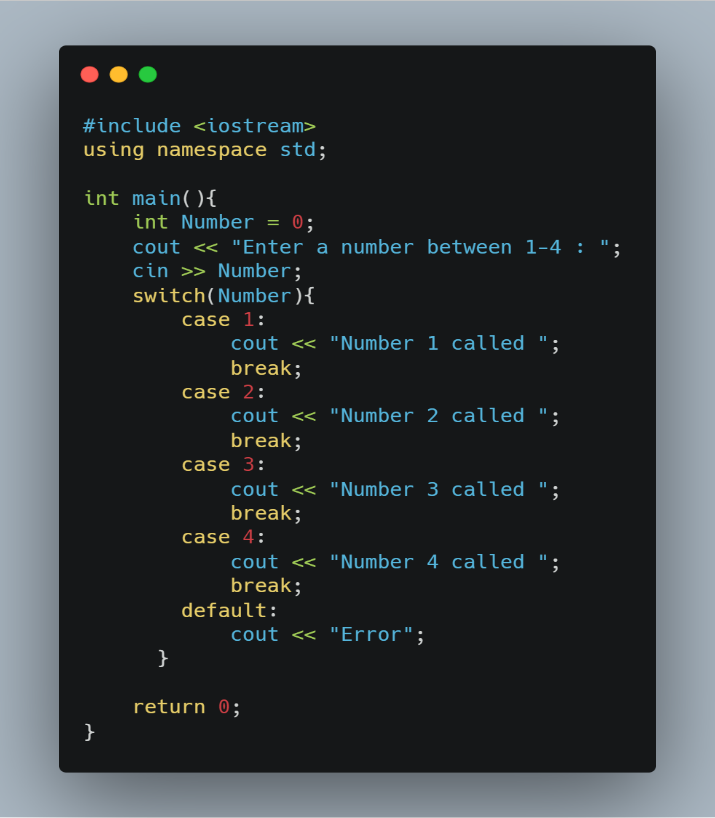 #include <iostream>
using namespace std;

int main(){
    int Number = 0;
    cout << "Enter a number between 1-4 : ";
    cin >> Number;
    switch(Number){
        case 1:
            cout << "Number 1 called ";
            break;
        case 2:
            cout << "Number 2 called ";
            break;
        case 3:
            cout << "Number 3 called ";
            break;
        case 4:
            cout << "Number 4 called ";
            break;
        default:
            cout << "Error";
      }

    return 0;
}